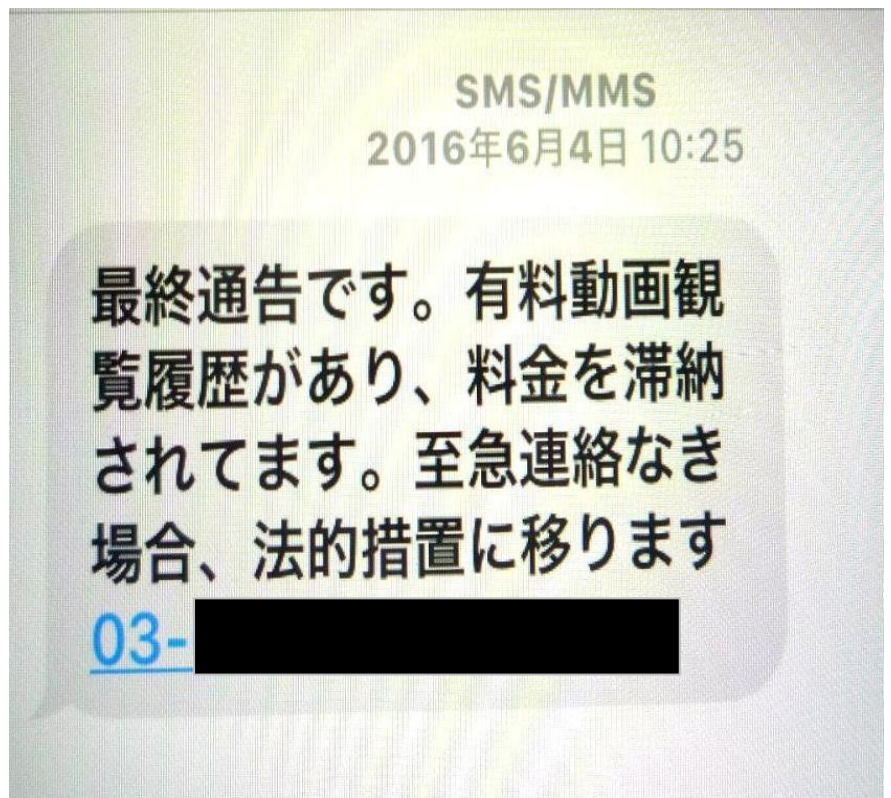 SMS/MMS
2016年6月4日 10:25
最終通告です。有料動画観
覧履歴があり、料金を滞納
されてます。至急連絡なき
場合、法的措置に移ります
03-